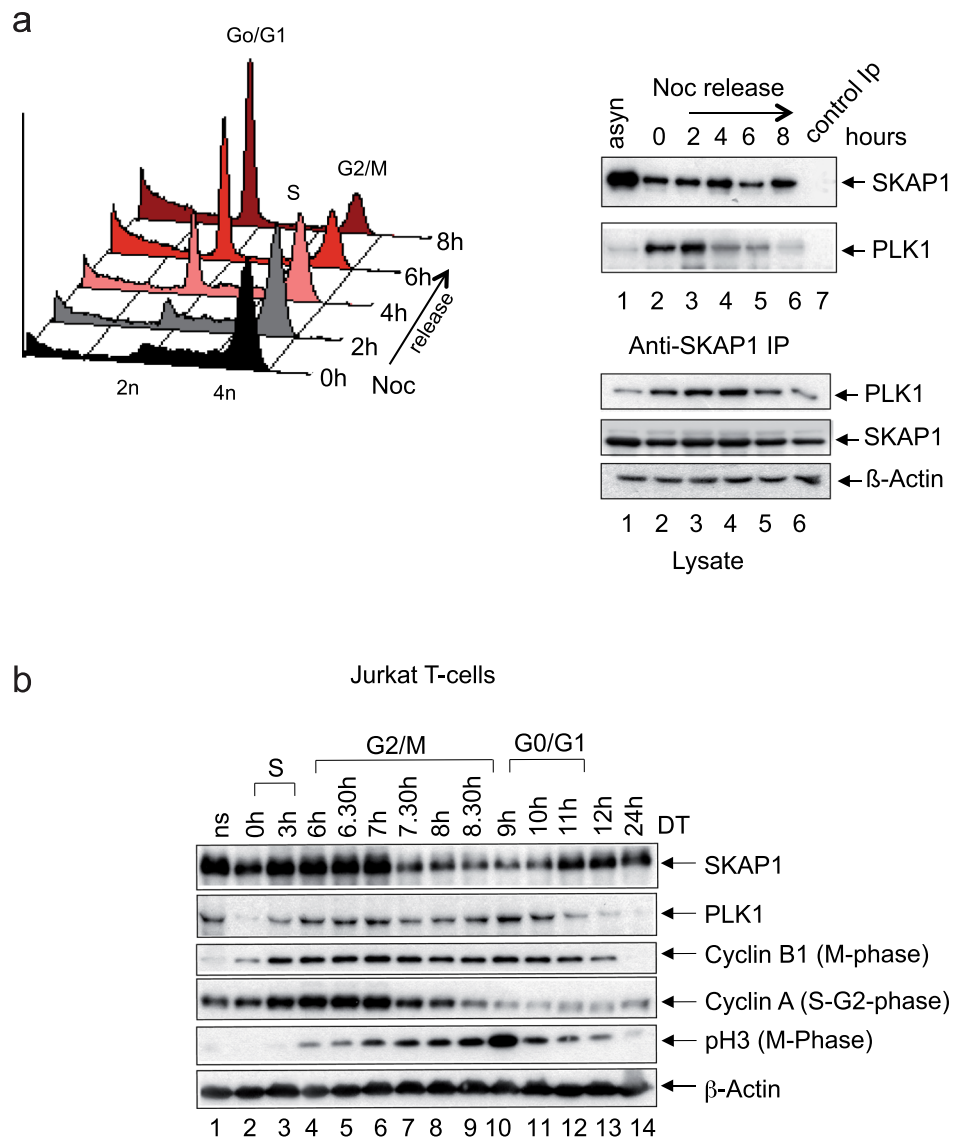 a
Go/G1
S
G2/M
8h
6h
4h
2h
0h
release
Noc
2n
4n
Noc release
asyn
0 2 4 6 8
control Ip
hours
SKAP1
PLK1
1 2 3 4 5 6 7
Anti-SKAP1 IP
PLK1
SKAP1
ß-Actin
1 2 3 4 5 6
Lysate
b
Jurkat T-cells
S
G2/M
G0/G1
ns 0h 3h 6h 6.30h 7h 7.30h 8h 8.30h 9h 10h 11h 12h 24h DT
SKAP1
PLK1
Cyclin B1 (M-phase)
Cyclin A (S-G2-phase)
pH3 (M-Phase)
β-Actin
1 2 3 4 5 6 7 8 9 10 11 12 13 14